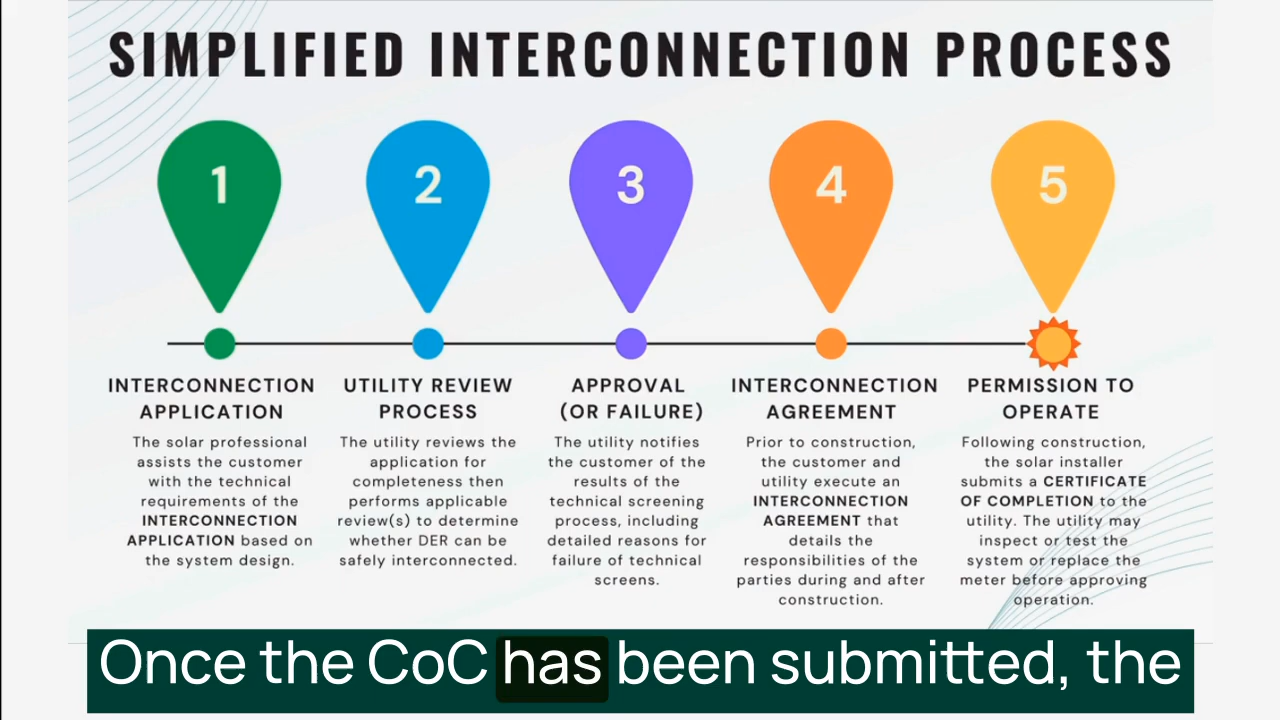 SIMPLIFIED INTERCONNECTION PROCESS
1
2
3
4
5
INTERCONNECTION
APPLICATION
The solar professional
assists the customer
with the technical
requirements of the
INTERCONNECTION
APPLICATION based on
the system design.
UTILITY REVIEW
PROCESS
The utility reviews the
application for
completeness then
performs applicable
review(s) to determine
whether DER can be
safely interconnected.
APPROVAL
(OR FAILURE)
The utility notifies
the customer of the
results of the
technical screening
process, including
detailed reasons for
failure of technical
screens.
INTERCONNECTION
AGREEMENT
Prior to construction,
the customer and
utility execute an
INTERCONNECTION
AGREEMENT that
details the
responsibilities of the
parties during and after
construction.
PERMISSION TO
OPERATE
Following construction,
the solar installer
submits a CERTIFICATE
OF COMPLETION to the
utility. The utility may
inspect or test the
system or replace the
meter before approving
operation.
Once the CoC has been submitted, the